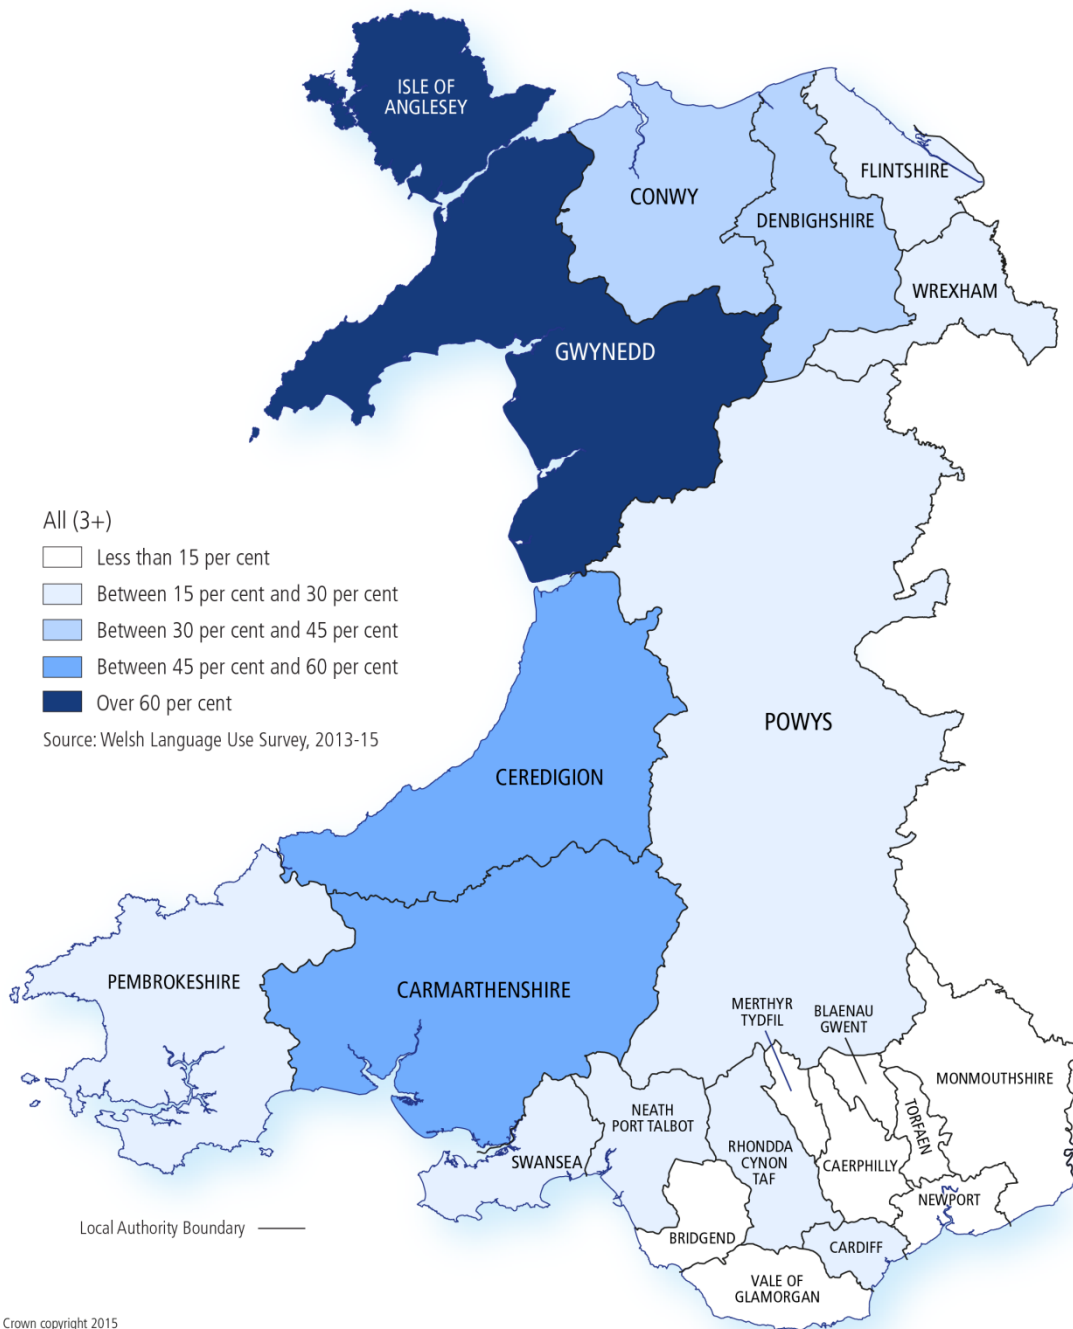 ISLE OF
ANGLESEY
FLINTSHIRE
CONWY
DENBIGHSHIRE
WREXHAM
GWYNEDD
All (3+)
Less than 15 per cent
Between 15 per cent and 30 per cent
Between 30 per cent and 45 per cent
Between 45 per cent and 60 per cent
Over 60 per cent
Source: Welsh Language Use Survey, 2013-15
POWYS
CEREDIGION
PEMBROKESHIRE
CARMARTHENSHIRE
MERTHYR
TYDFIL
BLAENAU
GWENT
MONMOUTHSHIRE
NEATH
PORT TALBOT
TORFAEN
RHONDDA
CYNON
TAF
SWANSEA
CAERPHILLY
NEWPORT
Local Authority Boundary
BRIDGEND
CARDIFF
VALE OF
GLAMORGAN
Crown copyright 2015